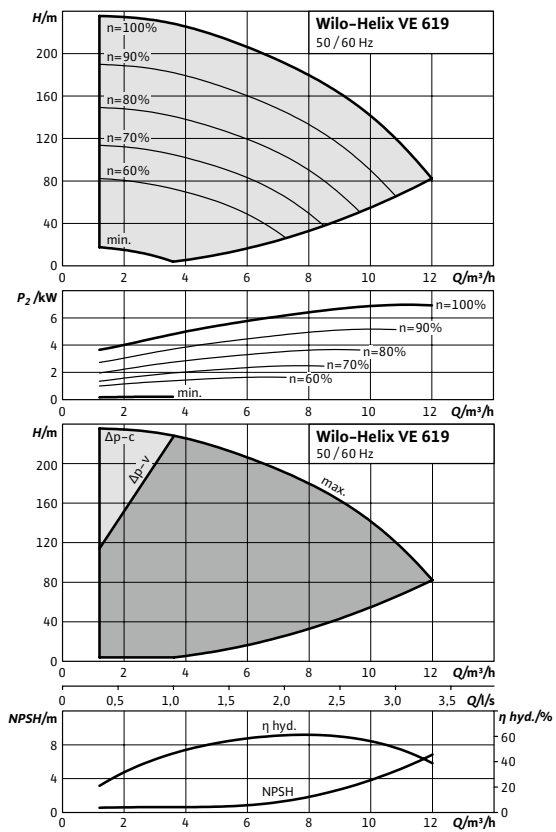 H/m
Wilo-Helix VE 619
50/60 Hz
n=100%
n=90%
n=80%
n=70%
n=60%
min.
200
160
120
80
40
0
0 2 4 6 8 10 12
Q/m³/h
P₂/kW
n=100%
n=90%
n=80%
n=70%
n=60%
min.
6
4
2
0
0 2 4 6 8 10 12
Q/m³/h
H/m
Wilo-Helix VE 619
50/60 Hz
Δp-c
Δp-v
max.
200
160
120
80
40
0
0 2 4 6 8 10 12
Q/m³/h
0 0,5 1,0 1,5 2,0 2,5 3,0 3,5
Q/l/s
NPSH/m
η hyd./%
η hyd.
NPSH
8
4
0
60
40
20
0
0 2 4 6 8 10 12
Q/m³/h